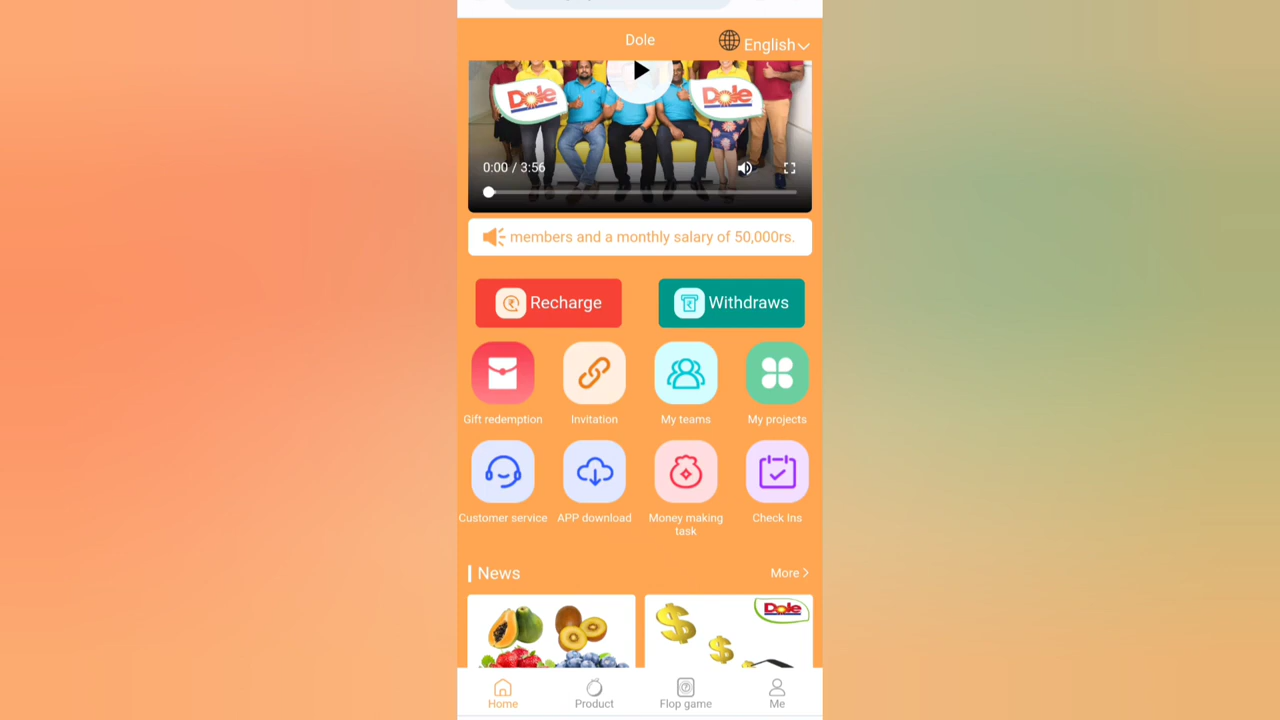 Dole
English
Dole
Dole
0:00 / 3:56
members and a monthly salary of 50,000rs.
Recharge
Withdraws
Gift redemption
Invitation
My teams
My projects
Customer service
APP download
Money making
task
Check Ins
News
More
Dole
Home
Product
Flop game
Me